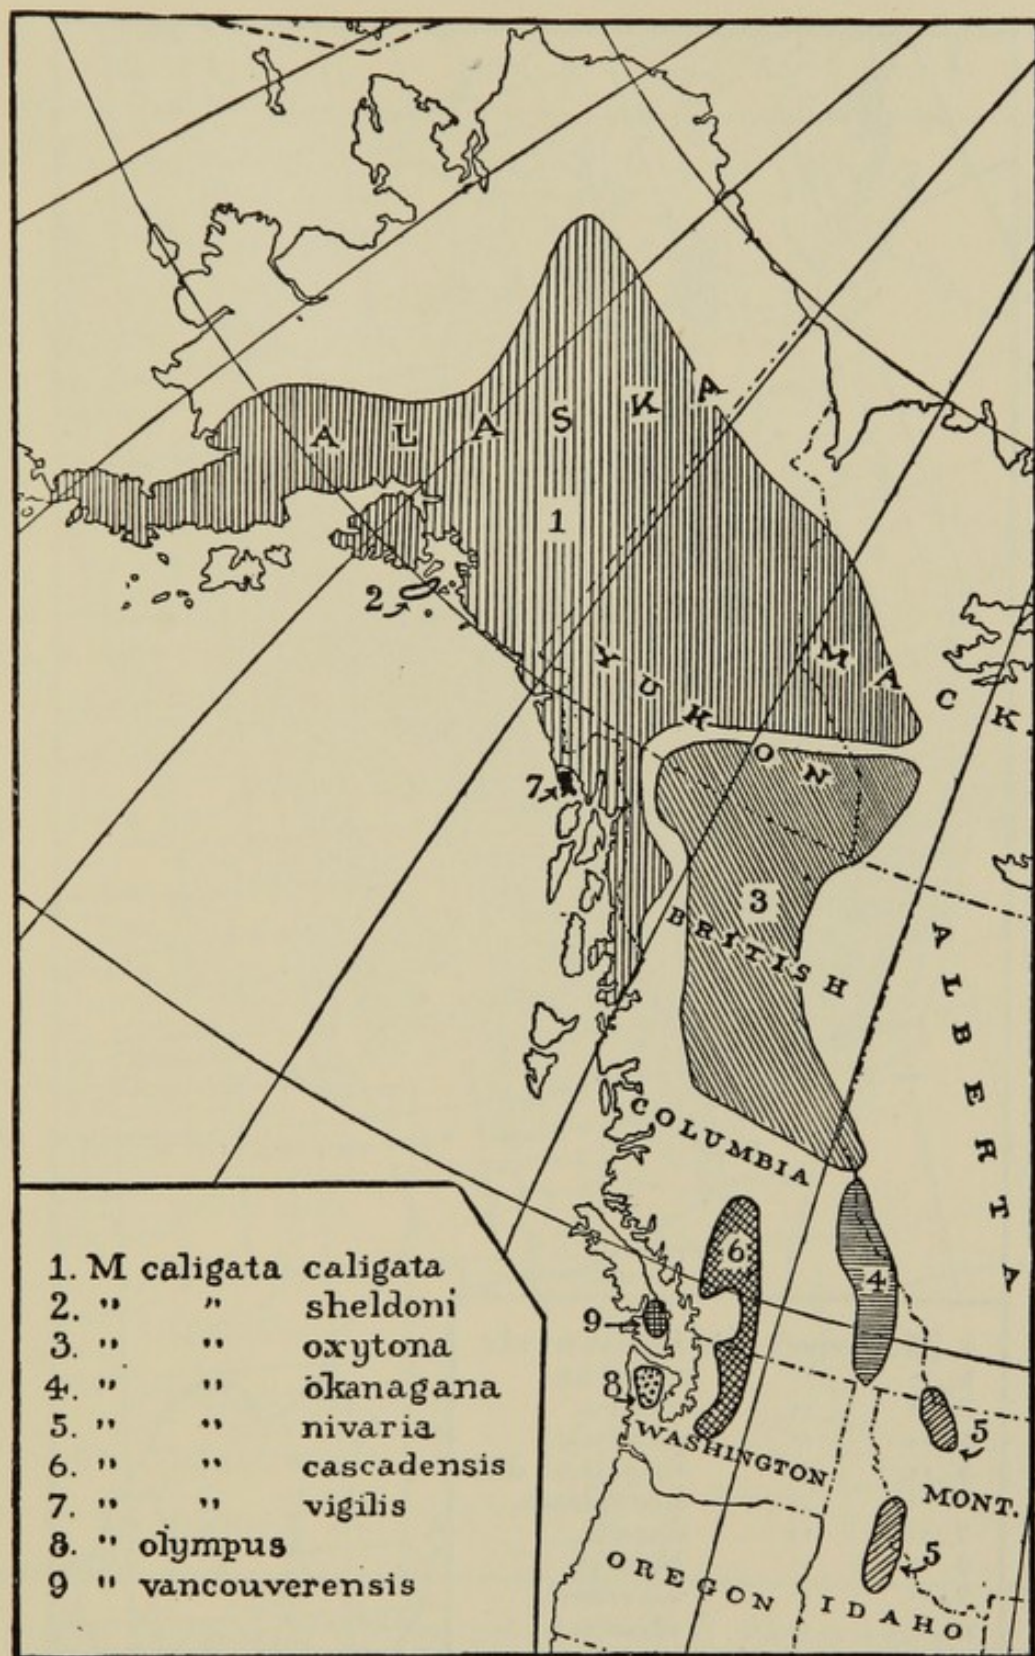 ALASKA
1
2
YUKON
MACK.
7
3
BRITISH
COLUMBIA
ALBERTA
6
4
9
8
WASHINGTON
5
MONT.
5
OREGON
IDAHO
1. M caligata caligata
2. " " sheldoni
3. " " oxytona
4. " " okanagana
5. " " nivaria
6. " " cascadensis
7. " " vigilis
8. " olympus
9 " vancouverensis